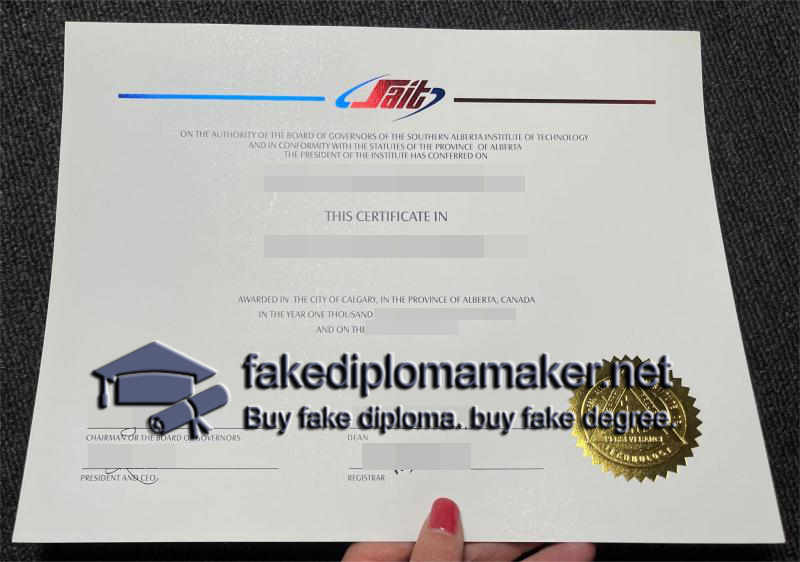 Sait
ON THE AUTHORITY OF THE BOARD OF GOVERNORS OF THE SOUTHERN ALBERTA INSTITUTE OF TECHNOLOGY
AND IN CONFORMITY WITH THE STATUTES OF THE PROVINCE OF ALBERTA
THE PRESIDENT OF THE INSTITUTE HAS CONFERRED ON
THIS CERTIFICATE IN
AWARDED IN THE CITY OF CALGARY, IN THE PROVINCE OF ALBERTA, CANADA
IN THE YEAR ONE THOUSAND
AND ON THE
fakediplomamaker.net
Buy fake diploma. buy fake degree.
CHAIRMAN OR THE BOARD OF GOVERNORS
DEAN
PERSEVERANCE
TECHNOLOGY
PRESIDENT AND CEO
REGISTRAR